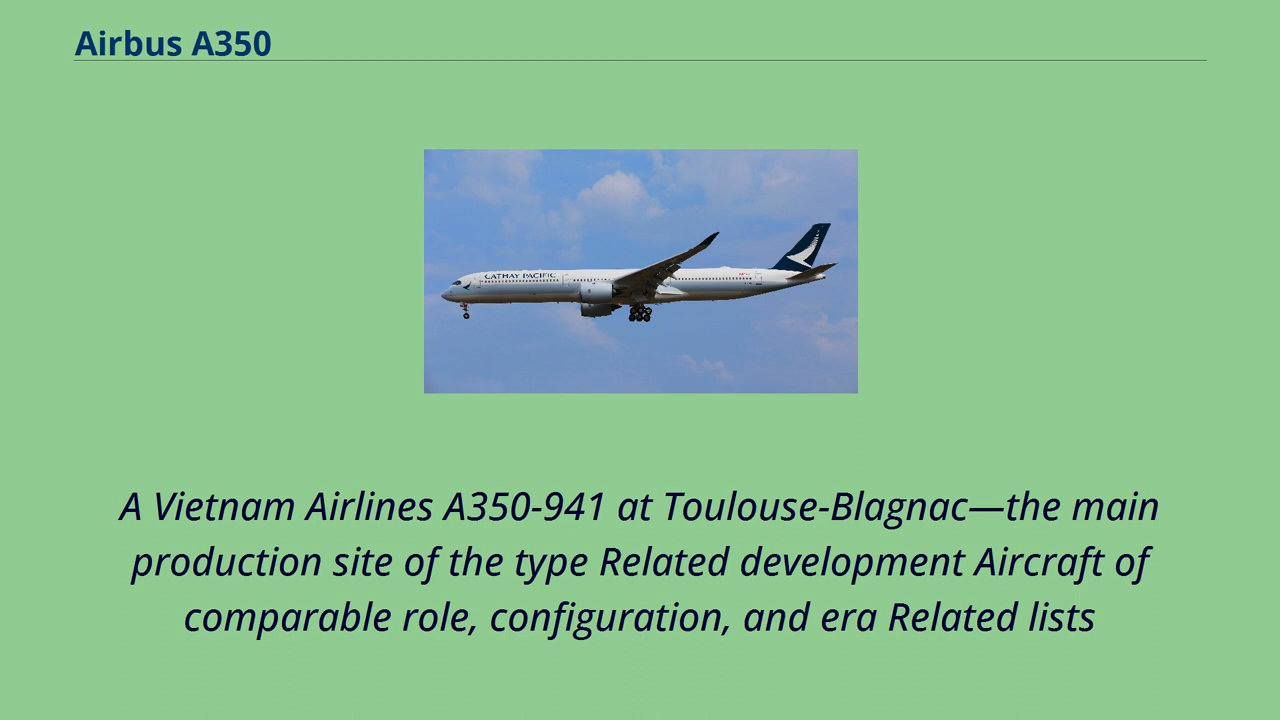 Airbus A350
CATHAY PACIFIC
A Vietnam Airlines A350-941 at Toulouse-Blagnac—the main
production site of the type Related development Aircraft of
comparable role, configuration, and era Related lists